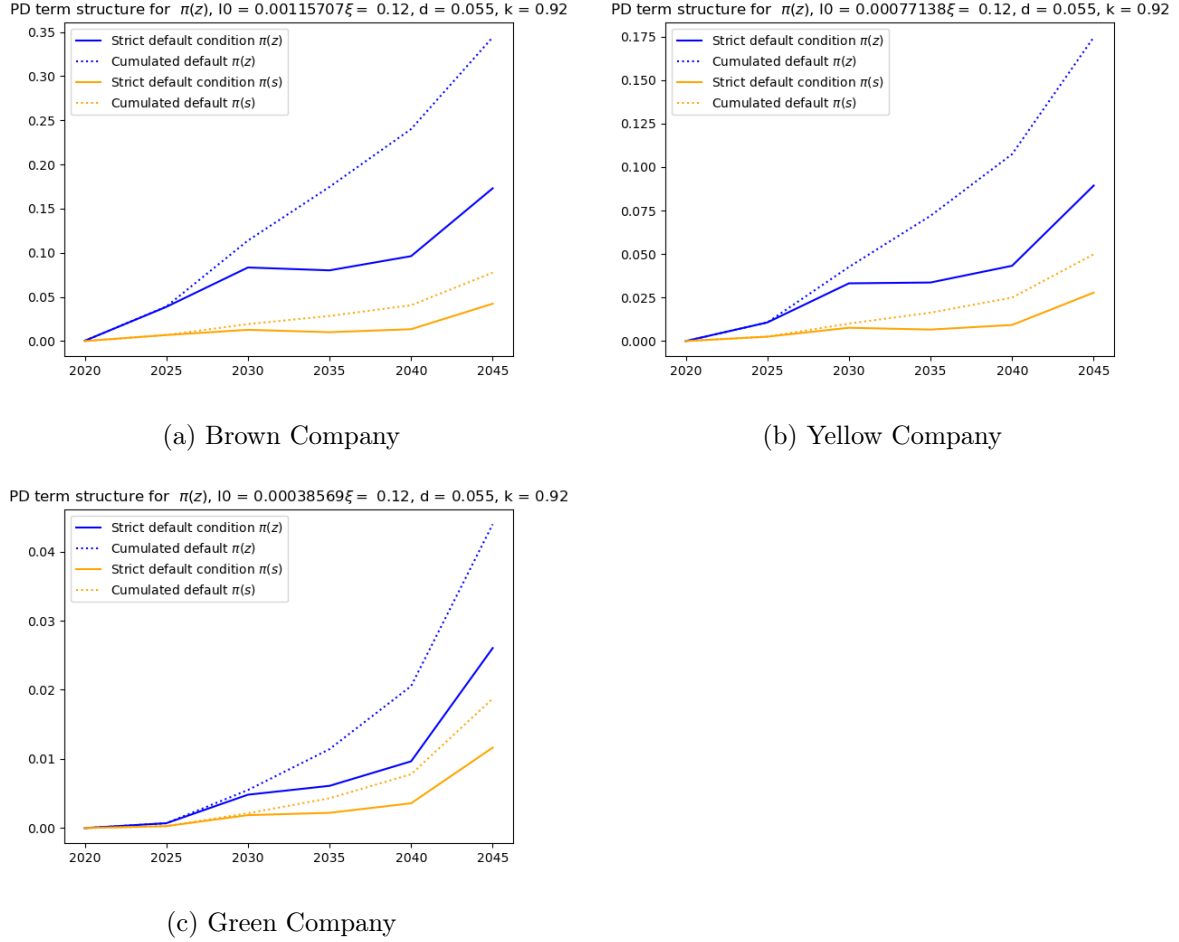 PD term structure for π(z), I0 = 0.00115707ξ = 0.12, d = 0.055, k = 0.92
0.35
0.30
0.25
0.20
0.15
0.10
0.05
0.00
Strict default condition π(z)
Cumulated default π(z)
Strict default condition π(s)
Cumulated default π(s)
2020 2025 2030 2035 2040 2045
(a) Brown Company
PD term structure for π(z), I0 = 0.00077138ξ = 0.12, d = 0.055, k = 0.92
0.175
0.150
0.125
0.100
0.075
0.050
0.025
0.000
Strict default condition π(z)
Cumulated default π(z)
Strict default condition π(s)
Cumulated default π(s)
2020 2025 2030 2035 2040 2045
(b) Yellow Company
PD term structure for π(z), I0 = 0.00038569ξ = 0.12, d = 0.055, k = 0.92
0.04
0.03
0.02
0.01
0.00
Strict default condition π(z)
Cumulated default π(z)
Strict default condition π(s)
Cumulated default π(s)
2020 2025 2030 2035 2040 2045
(c) Green Company